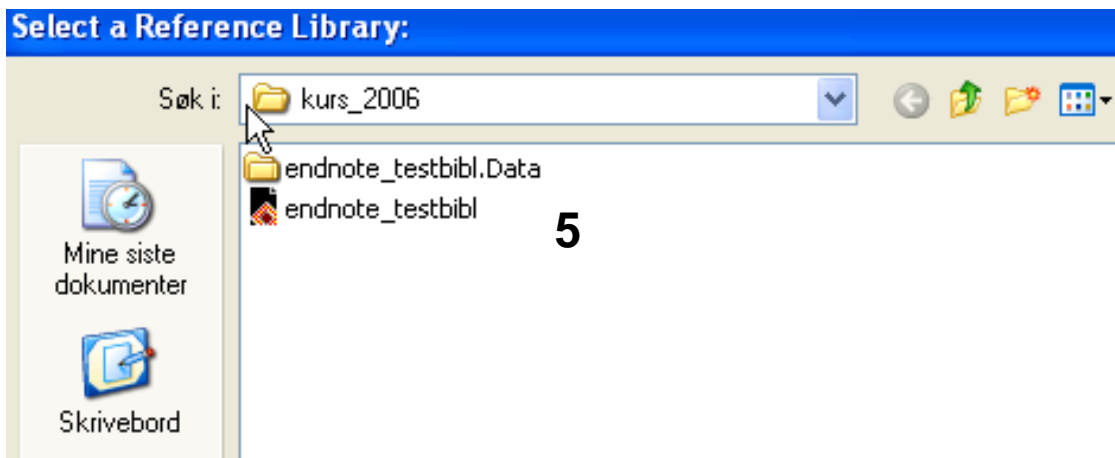 Select a Reference Library:
Søk i: kurs_2006
endnote_testbibl.Data
endnote_testbibl
5
Mine siste
dokumenter
Skrivebord